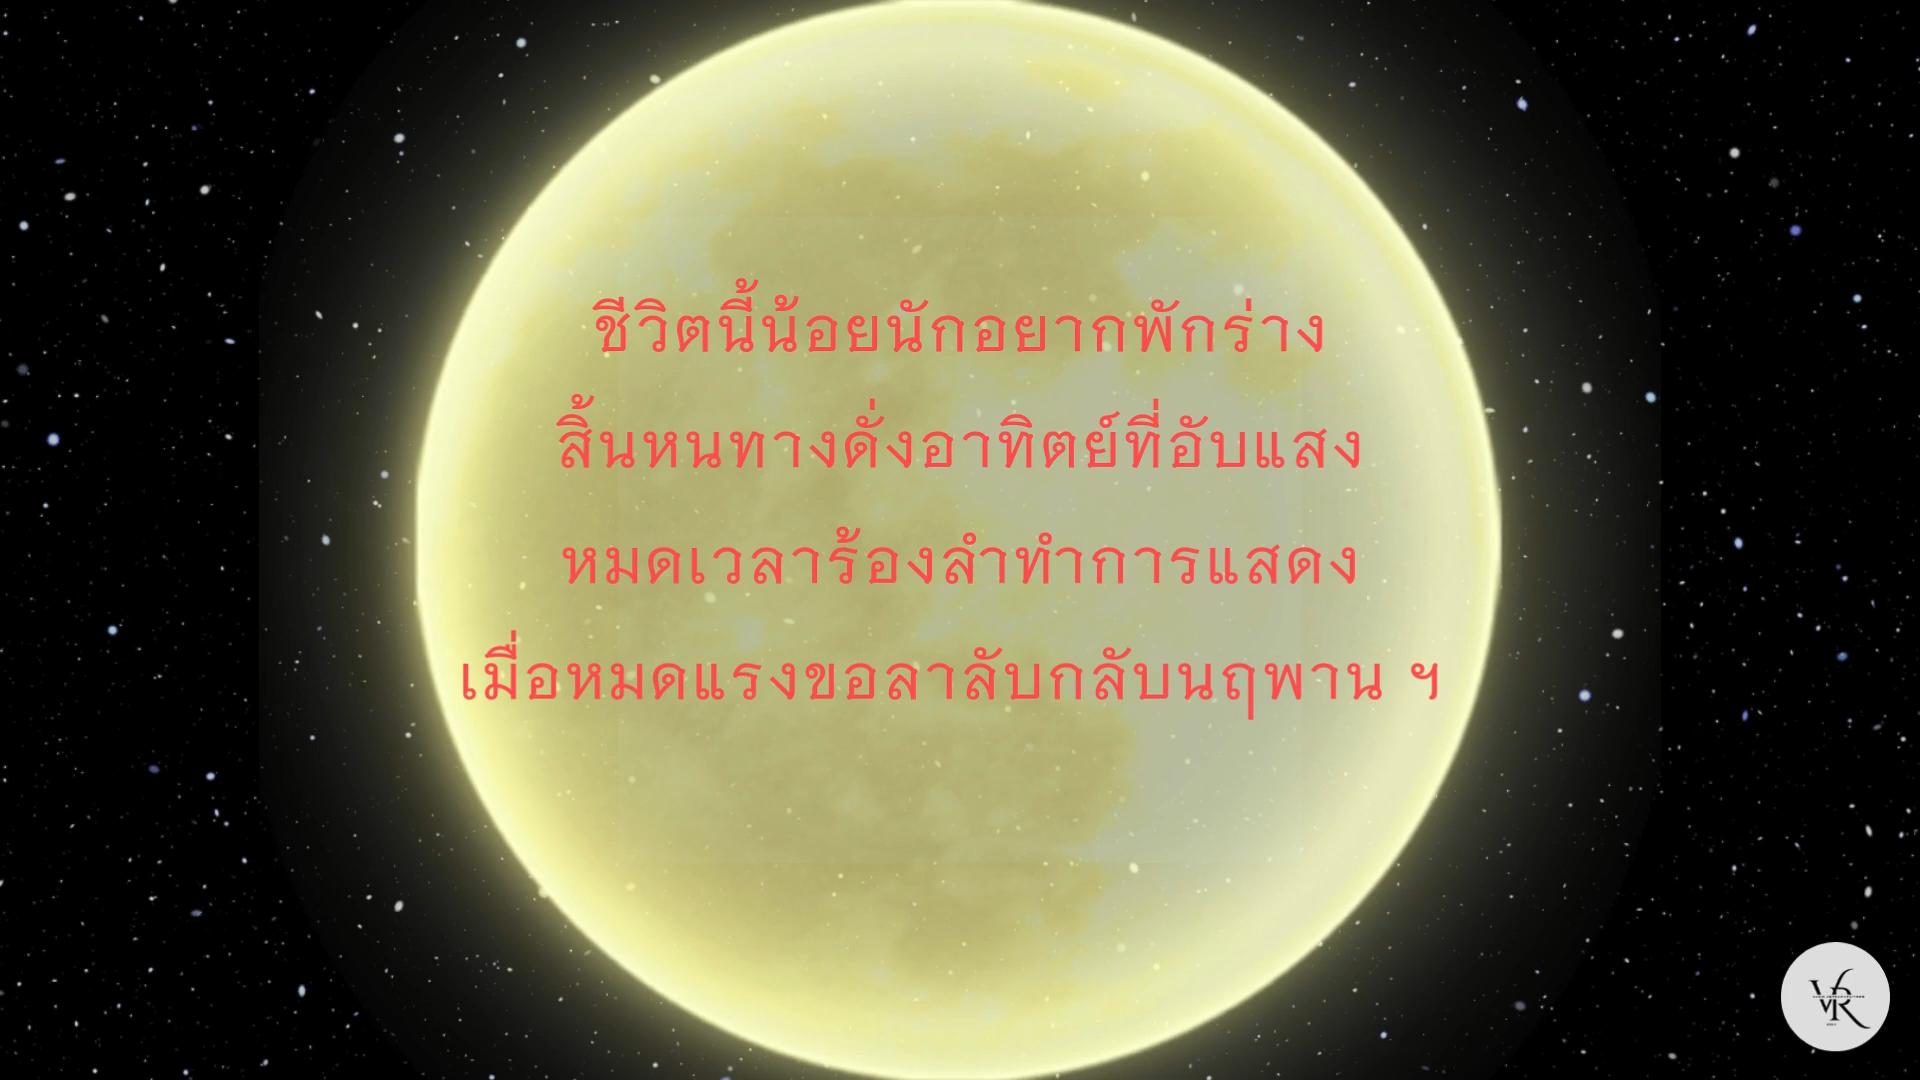 ชีวิตนี้น้อยนักอยากพักร่าง
สิ้นหนทางดั่งอาทิตย์ที่อับแสง
หมดเวลาร้องลำทำการแสดง
เมื่อหมดแรงขอลาลับกลับนฤพาน ฯ
VR